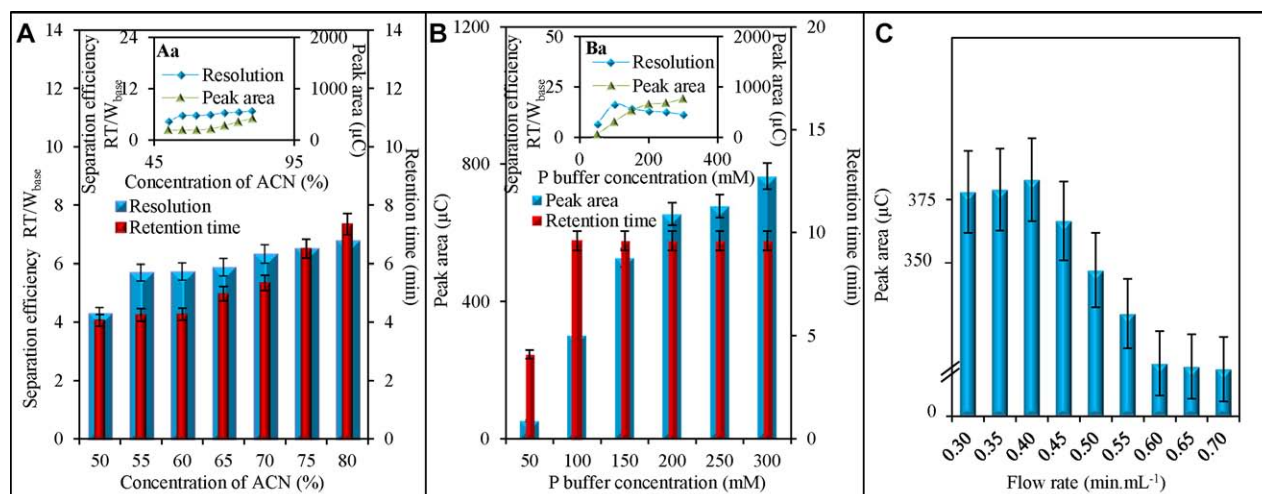 A
Separation efficiency RT/Wbase
14
12
10
8
6
4
2
0
50 55 60 65 70 75 80
Concentration of ACN (%)
14
12
10
8
6
4
2
0
Retention time (min)
Resolution
Retention time
Aa
Separation efficiency
RT/Wbase
24
12
0
45 95
Concentration of ACN (%)
2000
1000
0
Peak area (µC)
Resolution
Peak area
B
Peak area (µC)
1200
800
400
0
50 100 150 200 250 300
P buffer concentration (mM)
20
15
10
5
0
Retention time (min)
Peak area
Retention time
Ba
Separation efficiency
RT/Wbase
50
25
0
0 200 400
P buffer concentration (mM)
2000
1000
0
Peak area (µC)
Resolution
Peak area
C
Peak area (µC)
375
350
0
0.30 0.35 0.40 0.45 0.50 0.55 0.60 0.65 0.70
Flow rate (min.mL-1)